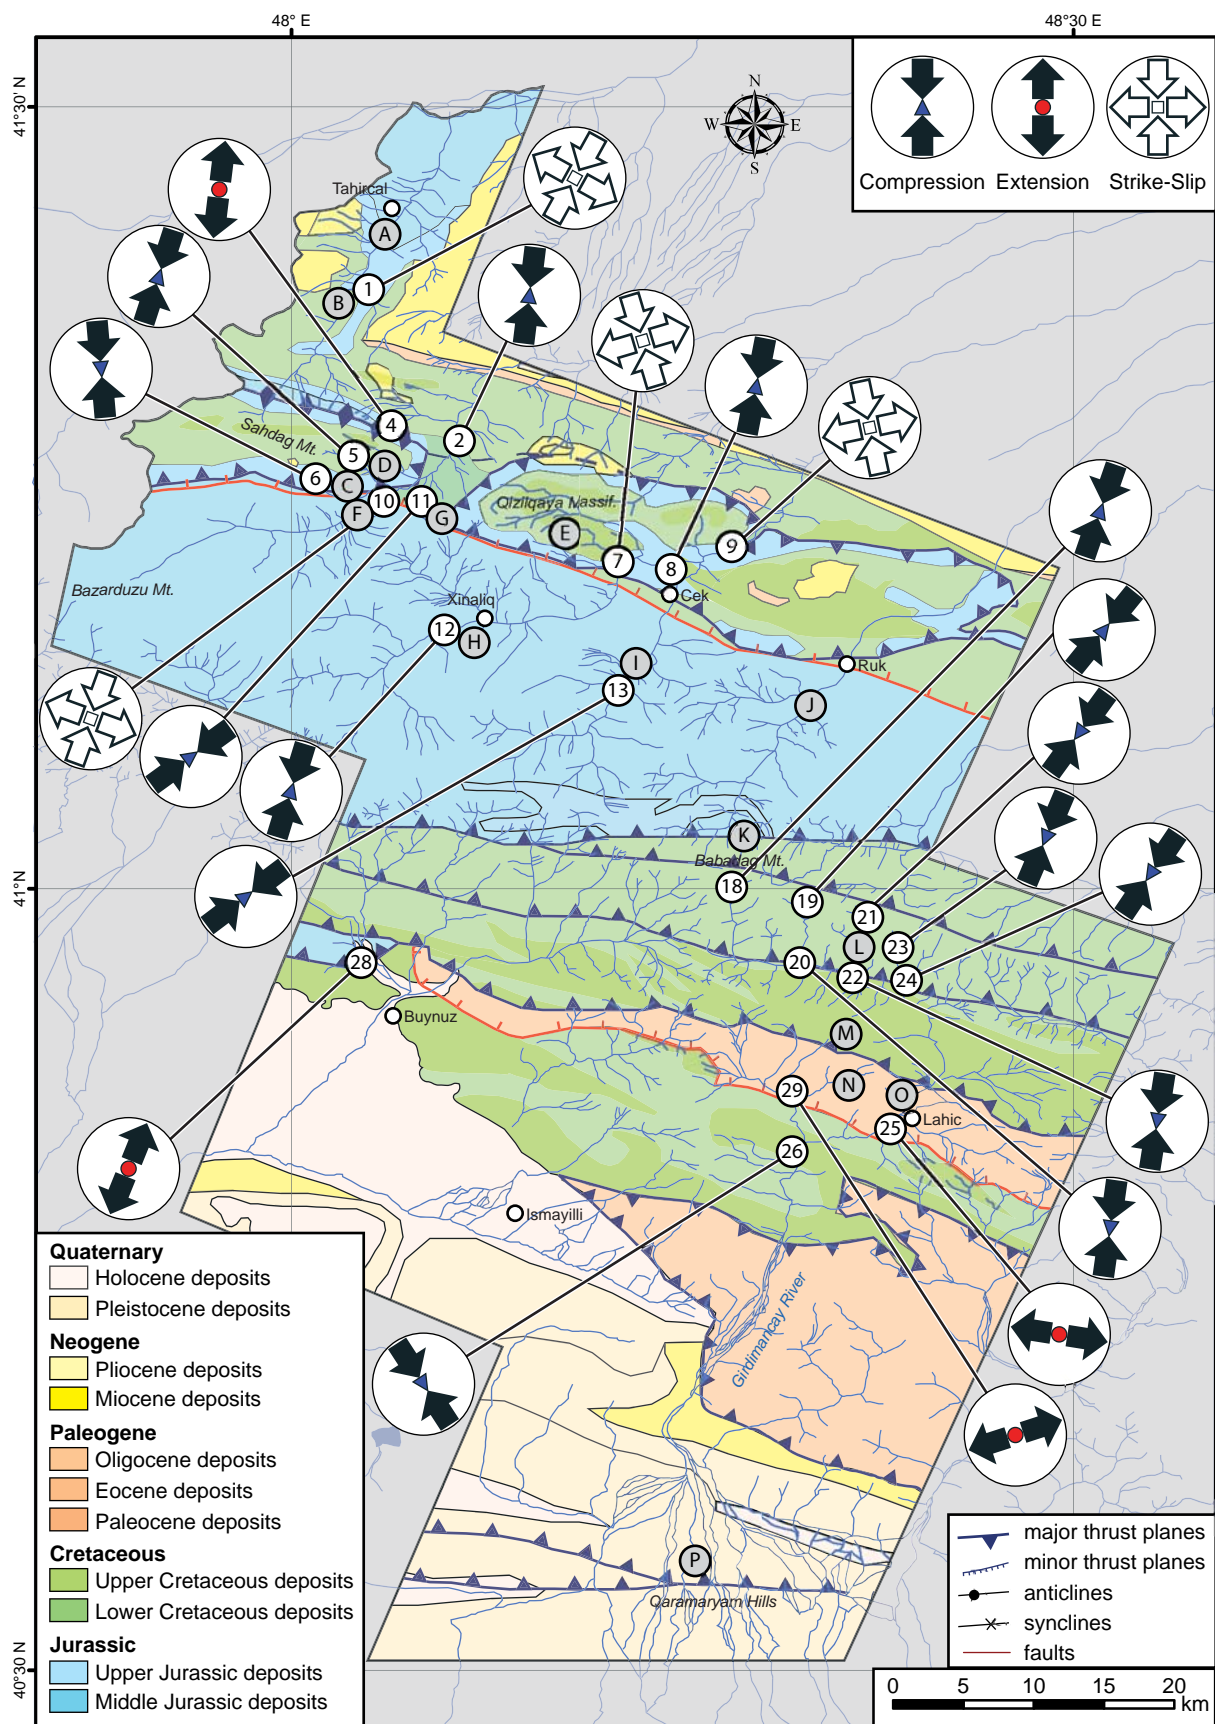 48° E
48°30 E
41°30' N
41°N
40°30 N
N
W
E
S
Compression
Extension
Strike-Slip
Tahircal
A
1
B
4
Sahdag Mt.
2
5
D
6
C
10
11
F
G
Qizilqaya Massif.
E
7
8
9
Cek
Bazarduzu Mt.
Xinaliq
12
H
I
13
Ruk
J
K
Babadag Mt.
18
19
21
L
23
20
22
24
28
Buynuz
M
29
N
O
Lahic
25
26
Ismayilli
Girdimancay River
P
Qaramaryam Hills
Quaternary
Holocene deposits
Pleistocene deposits
Neogene
Pliocene deposits
Miocene deposits
Paleogene
Oligocene deposits
Eocene deposits
Paleocene deposits
Cretaceous
Upper Cretaceous deposits
Lower Cretaceous deposits
Jurassic
Upper Jurassic deposits
Middle Jurassic deposits
major thrust planes
minor thrust planes
anticlines
synclines
faults
0 5 10 15 20
km